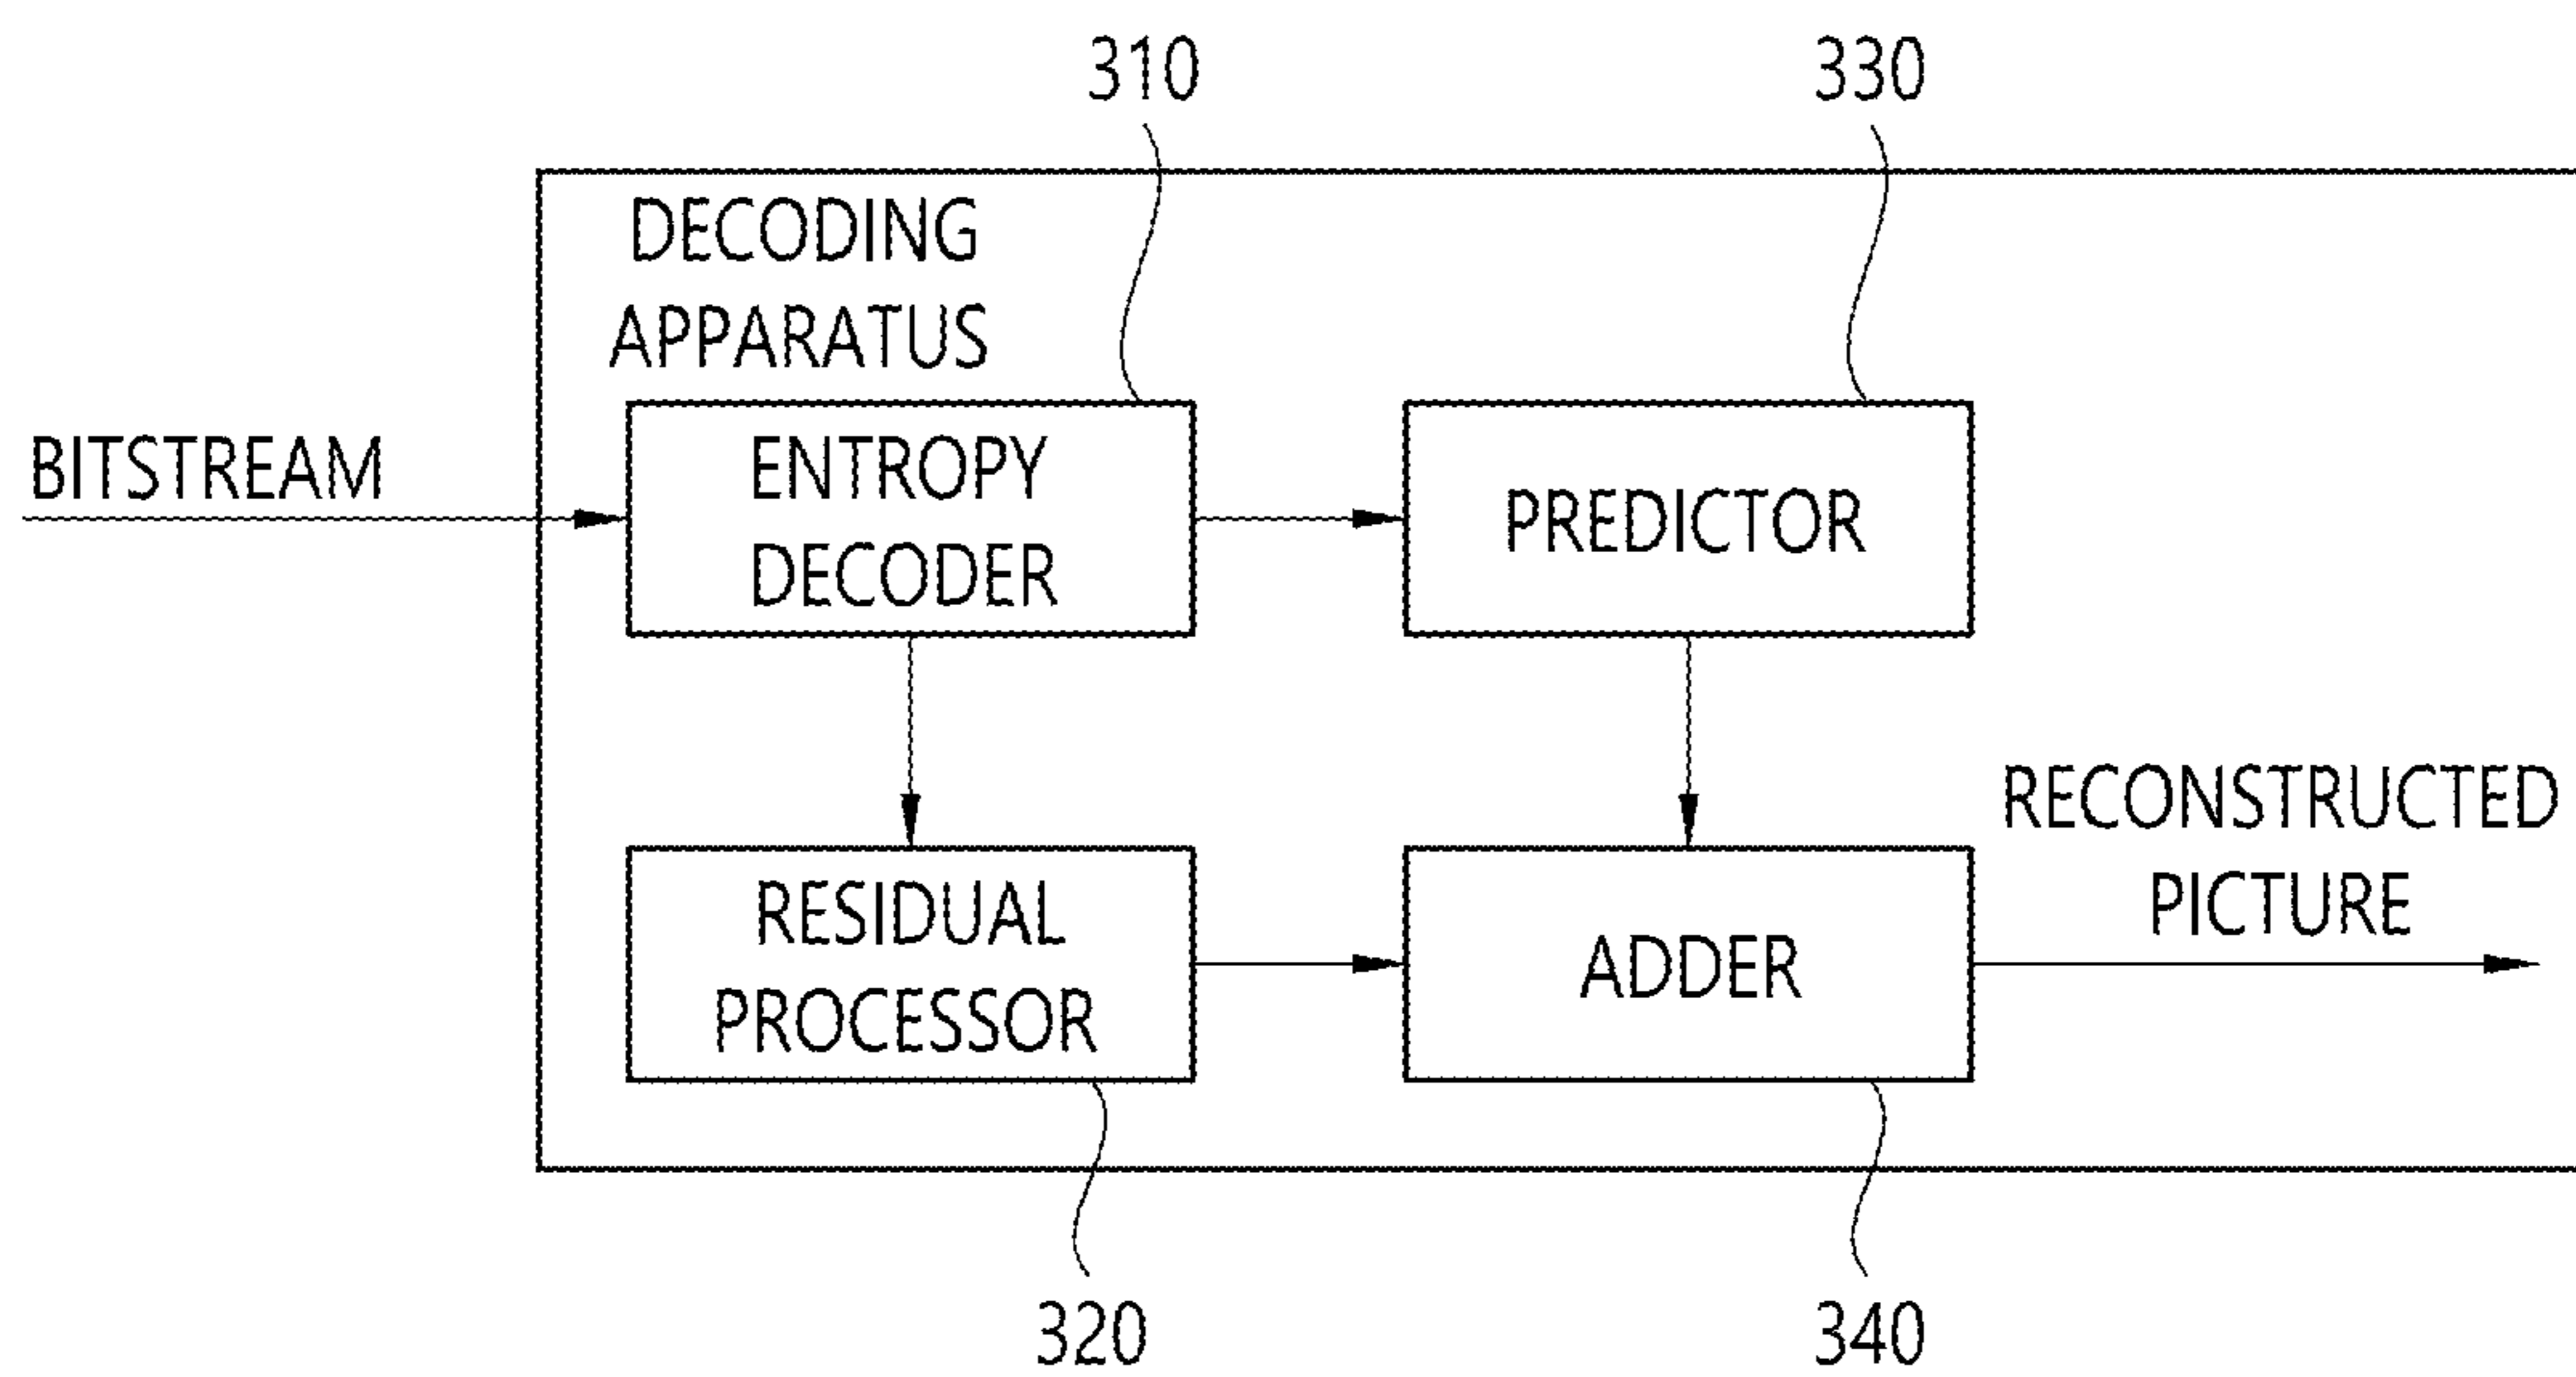 310
330
DECODING
APPARATUS
BITSTREAM
ENTROPY
DECODER
PREDICTOR
RECONSTRUCTED
PICTURE
RESIDUAL
PROCESSOR
ADDER
320
340